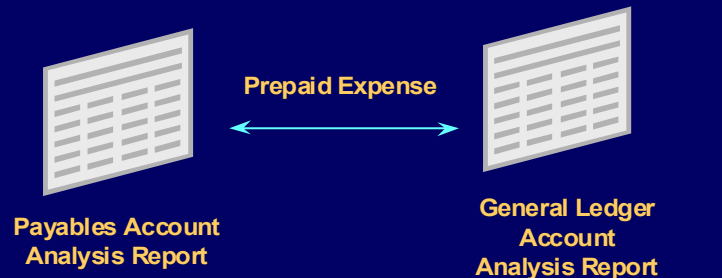 Prepaid Expense
Payables Account
Analysis Report
General Ledger
Account
Analysis Report